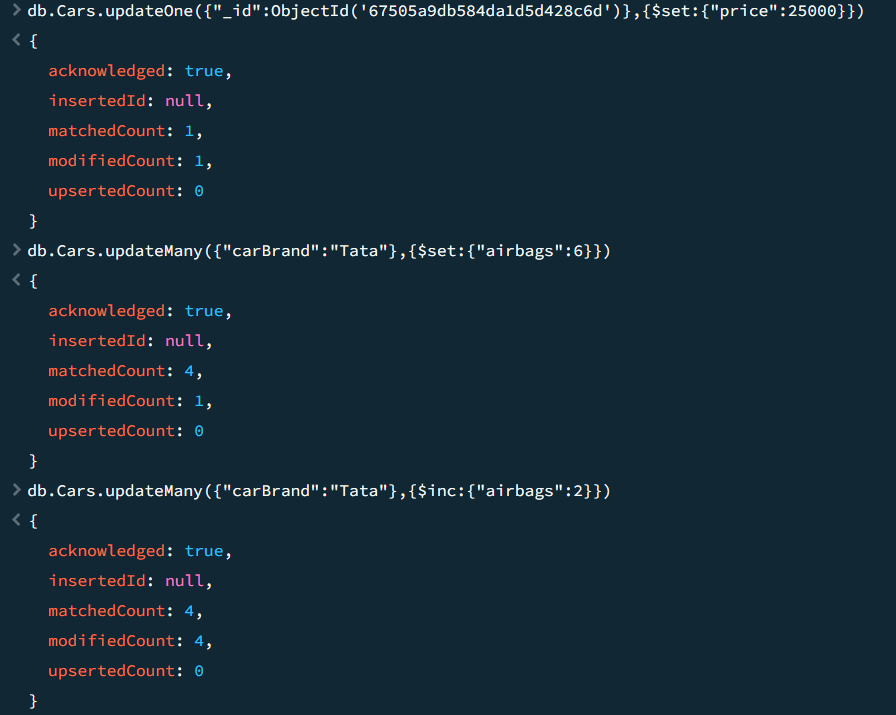 > db.Cars.updateOne({"_id":ObjectId('67505a9db584da1d5d428c6d')},{$set:{"price":25000}})
< {
acknowledged: true,
insertedId: null,
matchedCount: 1,
modifiedCount: 1,
upsertedCount: 0
}
> db.Cars.updateMany({"carBrand":"Tata"},{$set:{"airbags":6}})
< {
acknowledged: true,
insertedId: null,
matchedCount: 4,
modifiedCount: 1,
upsertedCount: 0
}
> db.Cars.updateMany({"carBrand":"Tata"},{$inc:{"airbags":2}})
< {
acknowledged: true,
insertedId: null,
matchedCount: 4,
modifiedCount: 4,
upsertedCount: 0
}